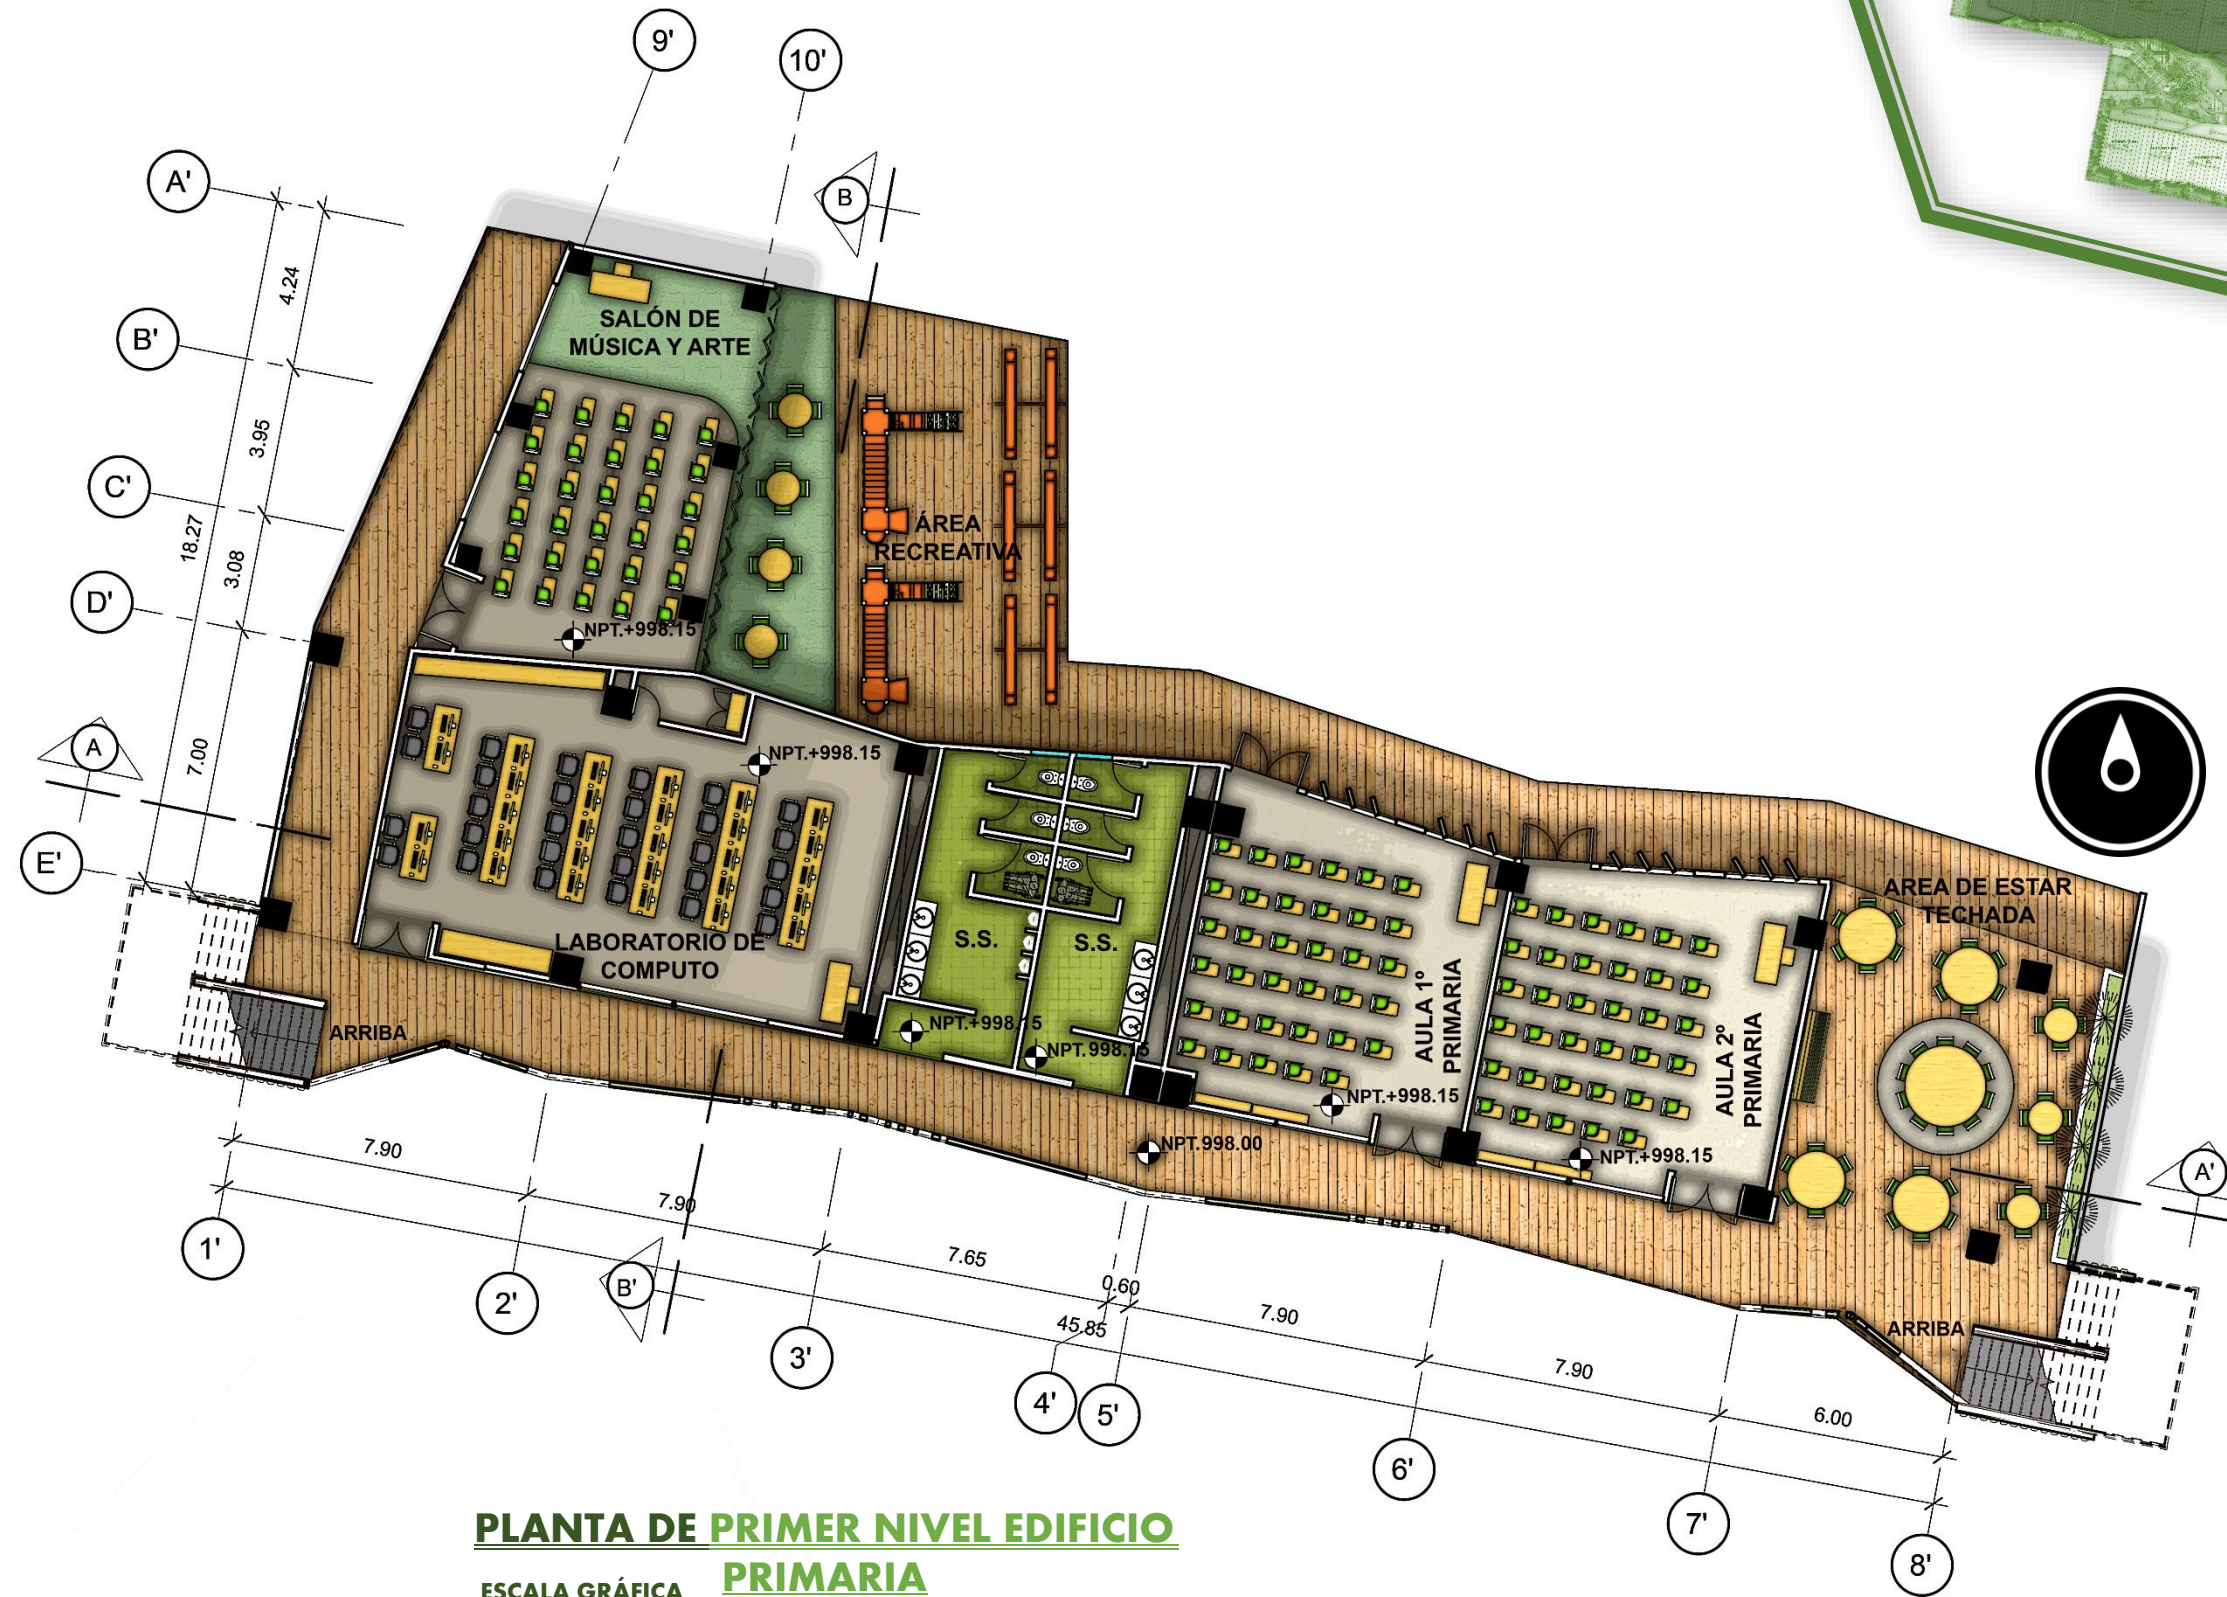 9'
10'
A'
B
B'
C'
D'
E'
4.24
3.95
3.08
18.27
7.00
SALÓN DE
MÚSICA Y ARTE
ÁREA
RECREATIVA
NPT.+998.15
A
NPT.+998.15
LABORATORIO DE
COMPUTO
S.S.
S.S.
NPT.+998.15
NPT.998.15
AULA 1º
PRIMARIA
AULA 2º
PRIMARIA
AREA DE ESTAR
TECHADA
ARRIBA
NPT.+998.15
NPT.998.00
NPT.+998.15
A'
ARRIBA
7.90
7.90
7.65
0.60
7.90
7.90
6.00
45.85
B'
1'
2'
3'
4'
5'
6'
7'
8'
PLANTA DE PRIMER NIVEL EDIFICIO
PRIMARIA
ESCALA GRÁFICA